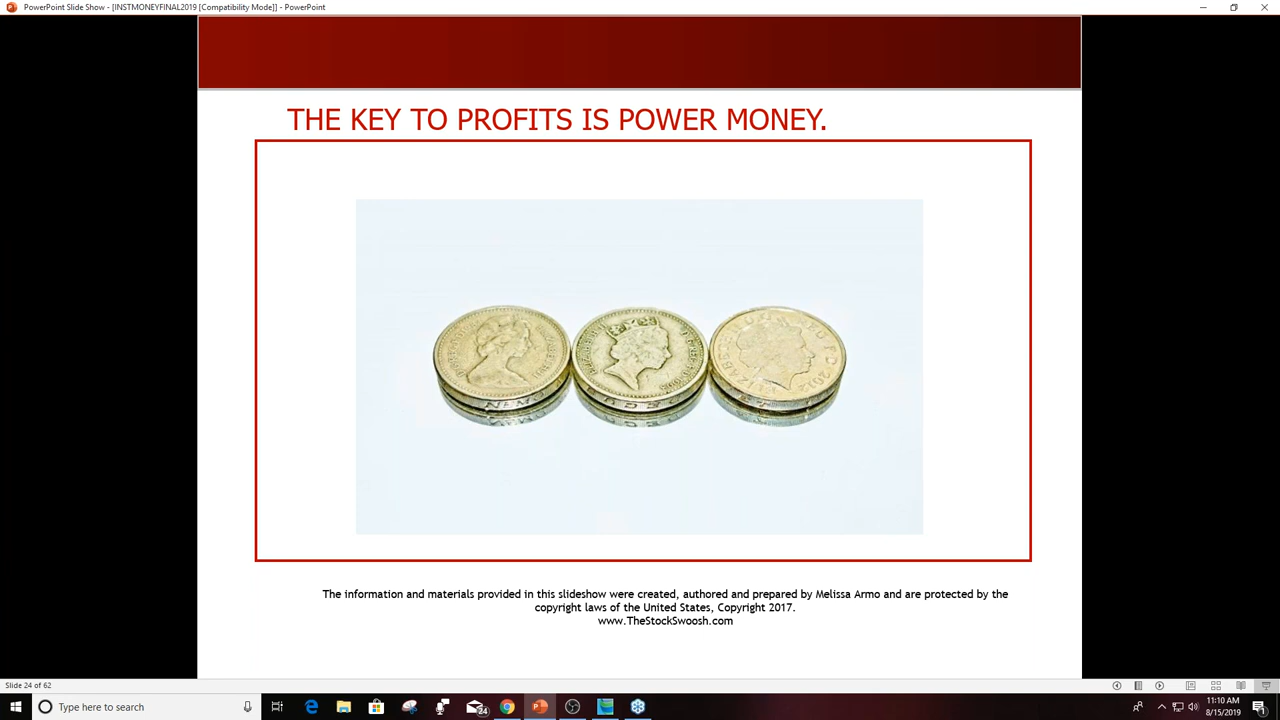 PowerPoint Slide Show - [INSTMONEYFINAL2019 [Compatibility Mode]] - PowerPoint
THE KEY TO PROFITS IS POWER MONEY.
The information and materials provided in this slideshow were created, authored and prepared by Melissa Armo and are protected by the
copyright laws of the United States, Copyright 2017.
www.TheStockSwoosh.com
Slide 24 of 62
Type here to search
24
11:10 AM
8/15/2019
1